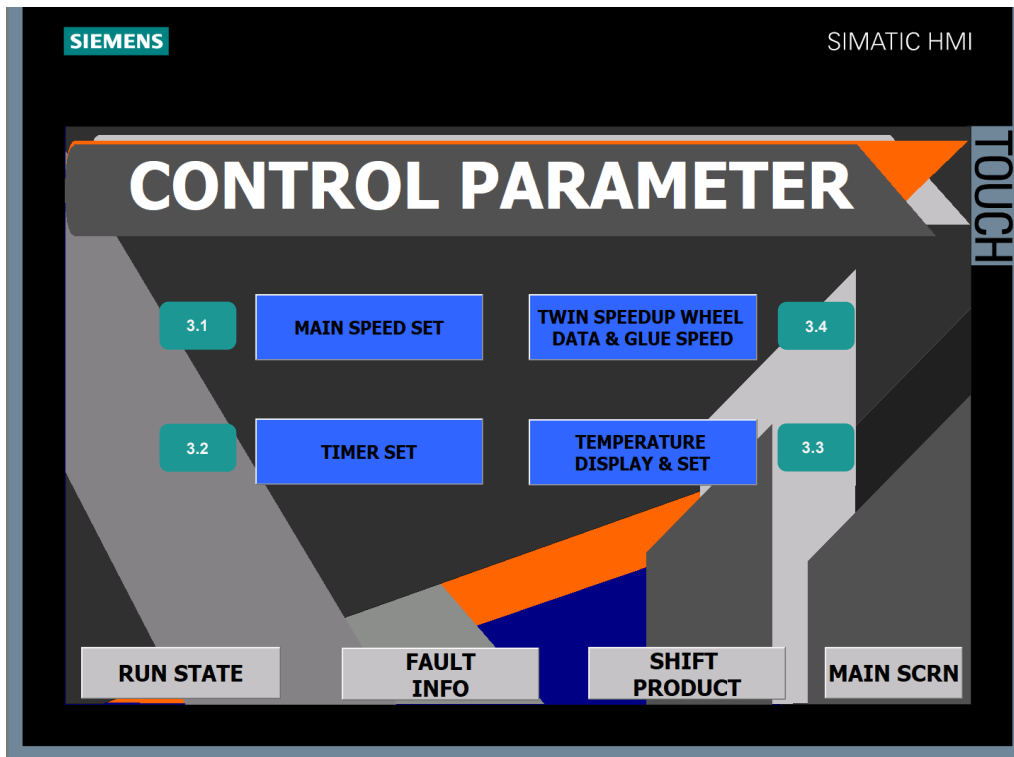 SIEMENS
SIMATIC HMI
TOUCH
CONTROL PARAMETER
3.1
MAIN SPEED SET
TWIN SPEEDUP WHEEL
DATA & GLUE SPEED
3.4
3.2
TIMER SET
TEMPERATURE
DISPLAY & SET
3.3
RUN STATE
FAULT
INFO
SHIFT
PRODUCT
MAIN SCRN